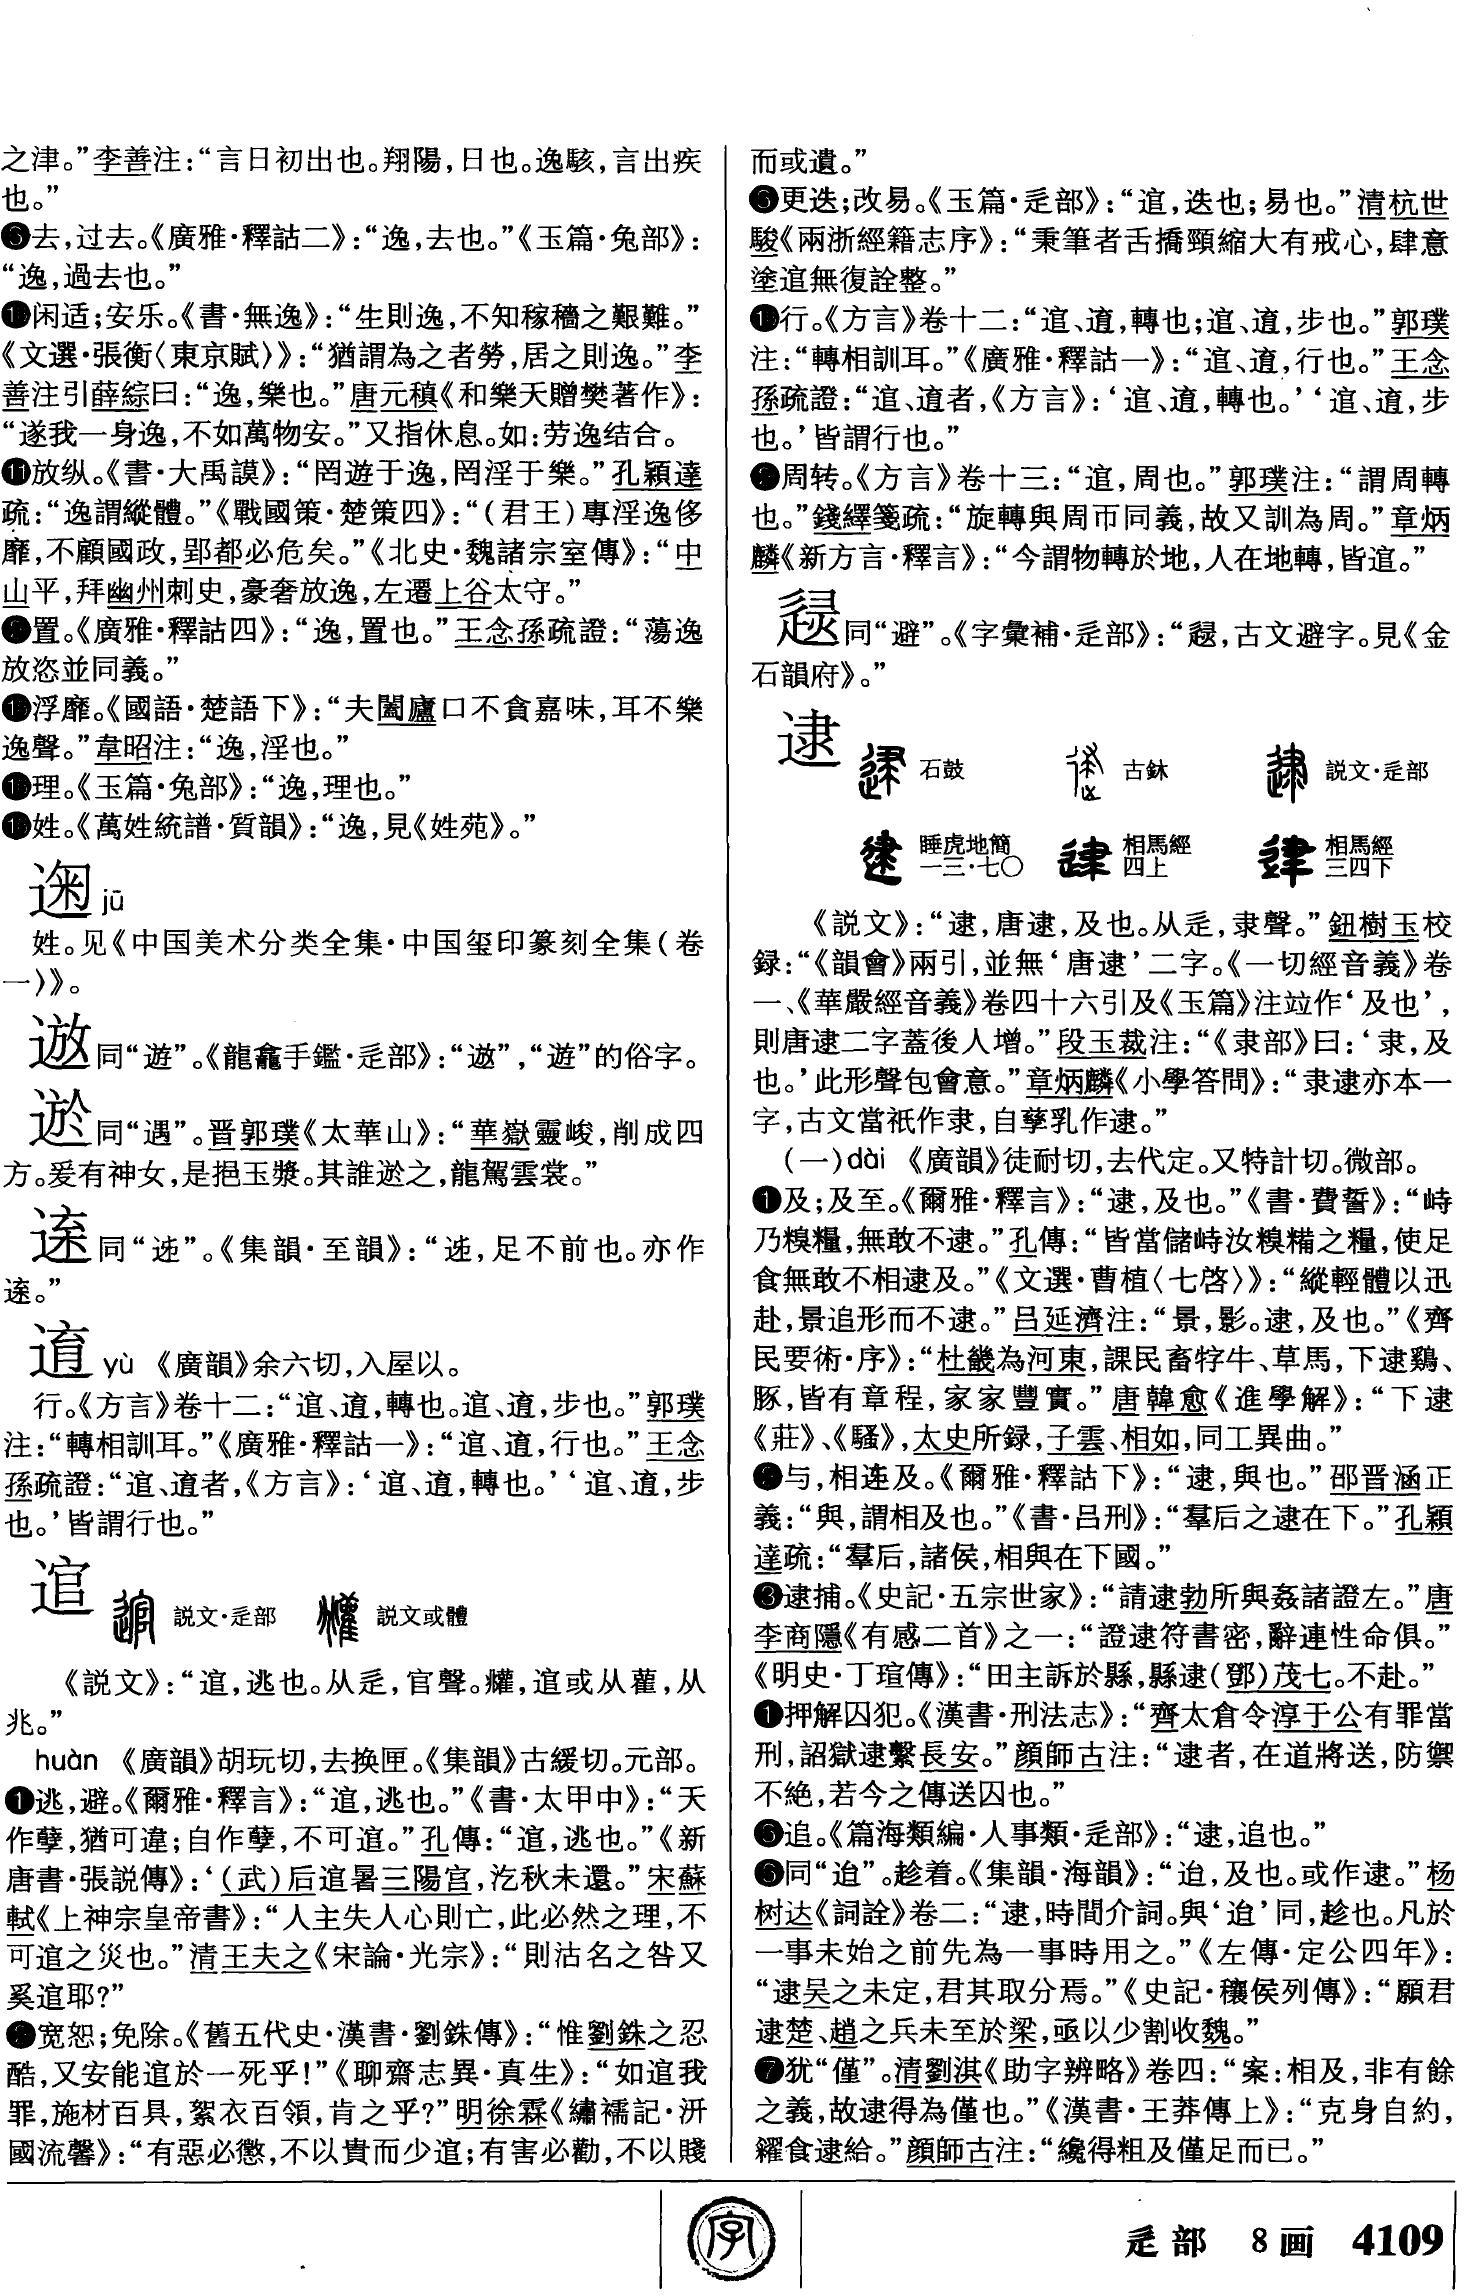 之津。”李善注：“言日初出也。翔陽，日也。逸駭，言出疾
也。”
❻去，过去。《廣雅·釋詁二》：“逸，去也。”《玉篇·兔部》：
“逸，過去也。”
❿闲适；安乐。《書·無逸》：“生則逸，不知稼穡之艱難。”
《文選·張衡〈東京賦〉》：“猶謂為之者勞，居之則逸。”李
善注引薛綜曰：“逸，樂也。”唐元稹《和樂天贈樊著作》：
“遂我一身逸，不如萬物安。”又指休息。如：劳逸结合。
⓫放纵。《書·大禹謨》：“罔遊于逸，罔淫于樂。”孔穎達
疏：“逸謂縱體。”《戰國策·楚策四》：“（君王）專淫逸侈
靡，不顧國政，郢都必危矣。”《北史·魏諸宗室傳》：“中
山平，拜幽州刺史，豪奢放逸，左遷上谷太守。”
置。《廣雅·釋詁四》：“逸，置也。”王念孫疏證：“蕩逸
放恣並同義。”
浮靡。《國語·楚語下》：“夫闔廬口不貪嘉味，耳不樂
逸聲。”韋昭注：“逸，淫也。”
理。《玉篇·兔部》：“逸，理也。”
姓。《萬姓統譜·質韻》：“逸，見《姓苑》。”
jū
姓。见《中国美术分类全集·中国玺印篆刻全集（卷
一）》。
同“遊”。《龍龕手鑑·辵部》：“”，“遊”的俗字。
同“遇”。晋郭璞《太華山》：“華嶽靈峻，削成四
方。爰有神女，是挹玉漿。其誰之，龍駕雲裳。”
同“”。《集韻·至韻》：“，足不前也。亦作
。”
逳 yù 《廣韻》余六切，入屋以。
行。《方言》卷十二：“逭、逳，轉也。逭、逳，步也。”郭璞
注：“轉相訓耳。”《廣雅·釋詁一》：“逭、逳，行也。”王念
孫疏證：“逭、逳者，《方言》：‘逭、逳，轉也。’‘逭、逳，步
也。’皆謂行也。”
逭 説文·辵部 説文或體
《説文》：“逭，逃也。从辵，官聲。，逭或从雚，从
兆。”
huàn 《廣韻》胡玩切，去换匣。《集韻》古緩切。元部。
❶逃，避。《爾雅·釋言》：“逭，逃也。”《書·太甲中》：“天
作孽，猶可違；自作孽，不可逭。”孔傳：“逭，逃也。”《新
唐書·張説傳》：‘（武）后逭暑三陽宫，汔秋未還。”宋蘇
軾《上神宗皇帝書》：“人主失人心則亡，此必然之理，不
可逭之災也。”清王夫之《宋論·光宗》：“則沽名之咎又
奚逭耶？”
❷宽恕；免除。《舊五代史·漢書·劉銖傳》：“惟劉銖之忍
酷，又安能逭於一死乎！”《聊齋志異·真生》：“如逭我
罪，施材百具，絮衣百領，肯之乎？”明徐霖《繡襦記·汧
國流馨》：“有惡必懲，不以貴而少逭；有害必勸，不以賤
而或遺。”
更迭；改易。《玉篇·辵部》：“逭，迭也；易也。”清杭世
駿《兩浙經籍志序》：“秉筆者舌撟頸縮大有戒心，肆意
塗逭無復詮整。”
行。《方言》卷十二：“逭、逳，轉也；逭、逳，步也。”郭璞
注：“轉相訓耳。”《廣雅·釋詁一》：“逭、逳，行也。”王念
孫疏證：“逭、逳者，《方言》：‘逭、逳，轉也。’‘逭、逳，步
也。’皆謂行也。”
周转。《方言》卷十三：“逭，周也。”郭璞注：“謂周轉
也。”錢繹箋疏：“旋轉與周帀同義，故又訓為周。”章炳
麟《新方言·釋言》：“今謂物轉於地，人在地轉，皆逭。”
同“避”。《字彙補·辵部》：“，古文避字。見《金
石韻府》。”
逮 石鼓 古鉥 説文·辵部
睡虎地簡一三·七〇 相馬經四上 相馬經三四下
《説文》：“逮，唐逮，及也。从辵，隶聲。”鈕樹玉校
録：“《韻會》兩引，並無‘唐逮’二字。《一切經音義》卷
一、《華嚴經音義》卷四十六引及《玉篇》注竝作‘及也’，
則唐逮二字蓋後人增。”段玉裁注：“《隶部》曰：‘隶，及
也。’此形聲包會意。”章炳麟《小學答問》：“隶逮亦本一
字，古文當衹作隶，自孳乳作逮。”
（一）dài 《廣韻》徒耐切，去代定。又特計切。微部。
❶及；及至。《爾雅·釋言》：“逮，及也。”《書·費誓》：“峙
乃糗糧，無敢不逮。”孔傳：“皆當儲峙汝糗糒之糧，使足
食無敢不相逮及。”《文選·曹植〈七啓〉》：“縱輕體以迅
赴，景追形而不逮。”吕延濟注：“景，影。逮，及也。”《齊
民要術·序》：“杜畿為河東，課民畜牸牛、草馬，下逮鷄、
豚，皆有章程，家家豐實。”唐韓愈《進學解》：“下逮
《莊》、《騷》，太史所録，子雲、相如，同工異曲。”
❷与，相连及。《爾雅·釋詁下》：“逮，與也。”邵晋涵正
義：“與，謂相及也。”《書·吕刑》：“羣后之逮在下。”孔穎
達疏：“羣后，諸侯，相與在下國。”
❸逮捕。《史記·五宗世家》：“請逮勃所與姦諸證左。”唐
李商隱《有感二首》之一：“證逮符書密，辭連性命俱。”
《明史·丁瑄傳》：“田主訴於縣，縣逮（鄧）茂七。不赴。”
押解囚犯。《漢書·刑法志》：“齊太倉令淳于公有罪當
刑，詔獄逮繫長安。”顔師古注：“逮者，在道將送，防禦
不絶，若今之傳送囚也。”
追。《篇海類編·人事類·辵部》：“逮，追也。”
❻同“迨”。趁着。《集韻·海韻》：“迨，及也。或作逮。”杨
树达《詞詮》卷二：“逮，時間介詞。與‘迨’同，趁也。凡於
一事未始之前先為一事時用之。”《左傳·定公四年》：
“逮吴之未定，君其取分焉。”《史記·穰侯列傳》：“願君
逮楚、趙之兵未至於梁，亟以少割收魏。”
❼犹“僅”。清劉淇《助字辨略》卷四：“案：相及，非有餘
之義，故逮得為僅也。”《漢書·王莽傳上》：“克身自約，
糴食逮給。”顔師古注：“纔得粗及僅足而已。”
字
辵部 8画 4109